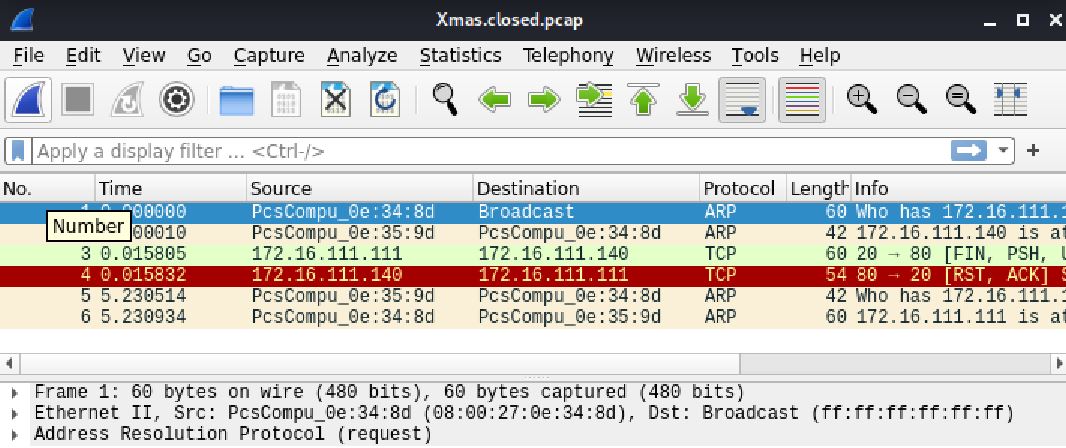 Xmas.closed.pcap
File Edit View Go Capture Analyze Statistics Telephony Wireless Tools Help
Apply a display filter ... <Ctrl-/>
No. Time Source Destination Protocol Length Info
PcsCompu_0e:34:8d Broadcast ARP 60 Who has 172.16.111.1
Number
PcsCompu_0e:35:9d PcsCompu_0e:34:8d ARP 42 172.16.111.140 is at
3 0.015805 172.16.111.111 172.16.111.140 TCP 60 20 → 80 [FIN, PSH, U
4 0.015832 172.16.111.140 172.16.111.111 TCP 54 80 → 20 [RST, ACK] S
5 5.230514 PcsCompu_0e:35:9d PcsCompu_0e:34:8d ARP 42 Who has 172.16.111.1
6 5.230934 PcsCompu_0e:34:8d PcsCompu_0e:35:9d ARP 60 172.16.111.111 is at
Frame 1: 60 bytes on wire (480 bits), 60 bytes captured (480 bits)
Ethernet II, Src: PcsCompu_0e:34:8d (08:00:27:0e:34:8d), Dst: Broadcast (ff:ff:ff:ff:ff:ff)
Address Resolution Protocol (request)